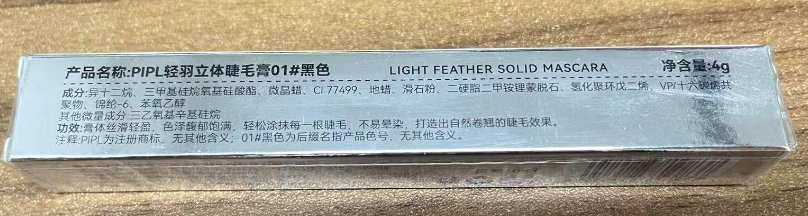 产品名称:PIPL轻羽立体睫毛膏01#黑色 LIGHT FEATHER SOLID MASCARA 净含量:4g
成分:异十二烷、三甲基硅烷氧基硅酸酯、微晶蜡、CI 77499、地蜡、滑石粉、二硬脂二甲铵锂蒙脱石、氢化聚环戊二烯、VP/十六碳烯共
聚物、锦纶-6、苯氧乙醇
其他微量成分:三乙氧基辛基硅烷
功效:膏体丝滑轻盈，色泽馥郁饱满，轻松涂抹每一根睫毛，不易晕染，打造出自然卷翘的睫毛效果。
注释:PIPL为注册商标，无其他含义；01#黑色为后缀名指产品色号，无其他含义。